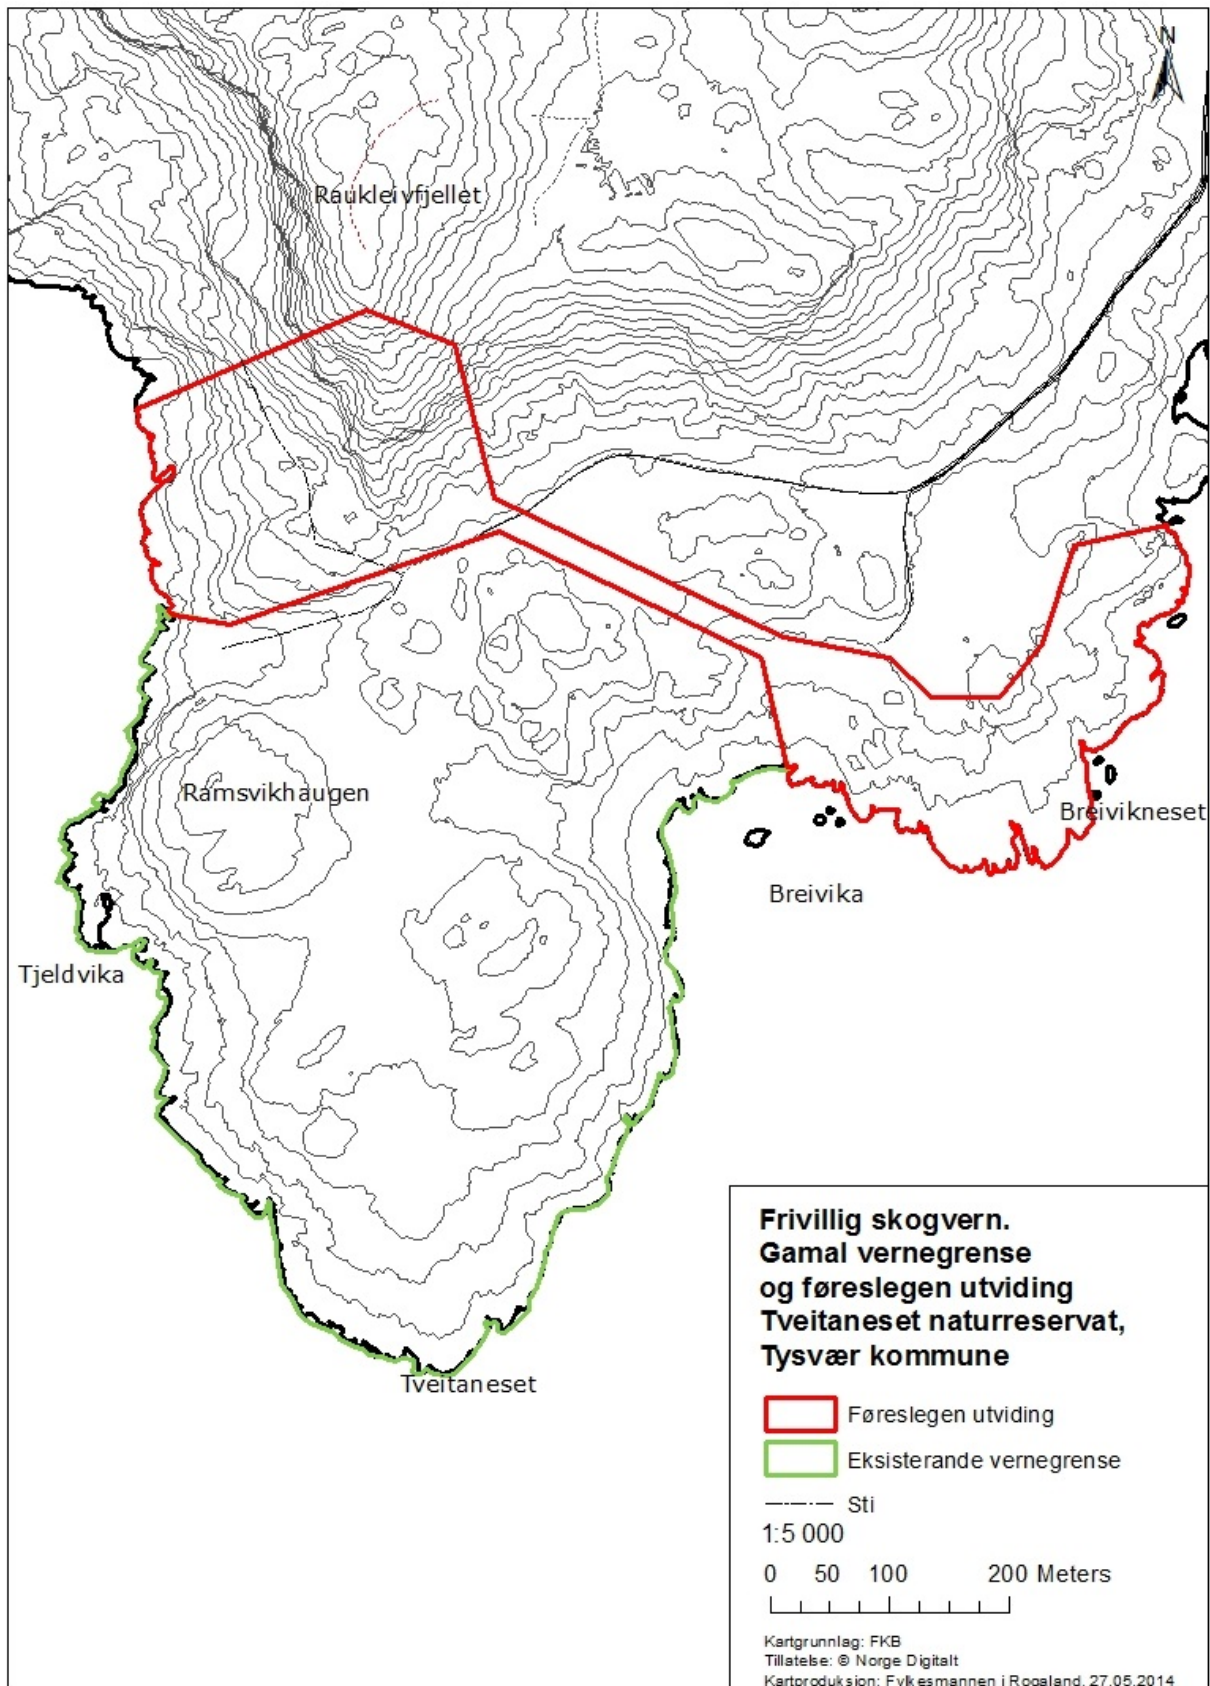 N
Raukleivfjellet
Ramsvikhaugen
Breivikneset
Breivika
Tjeldvika
Tveitaneset
Frivillig skogvern.
Gamal vernegrense
og føreslegen utviding
Tveitaneset naturreservat,
Tysvær kommune
Føreslegen utviding
Eksisterande vernegrense
Sti
1:5 000
0 50 100 200 Meters
Kartgrunnlag: FKB
Tillatelse: © Norge Digitalt
Kartproduksjon: Fylkesmannen i Rogaland, 27.05.2014